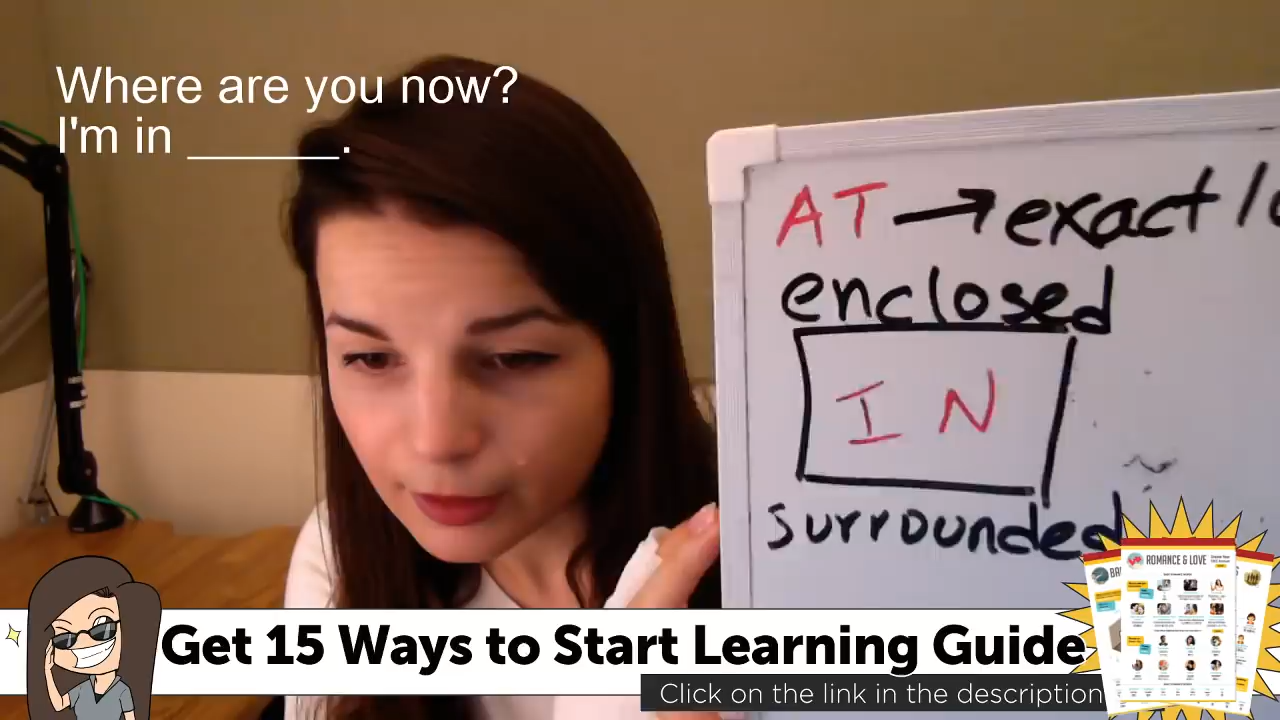 Where are you now?
I'm in ______.
AT → exact
enclosed
IN
surrounded
ROMANCE & LOVE
Get 15 Ways to Start Learning Guide
Click on the link in the description